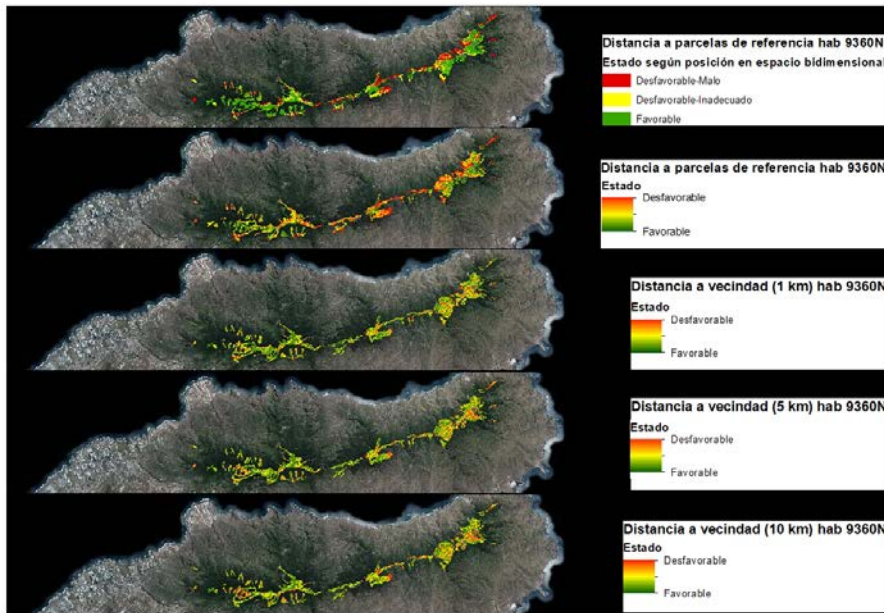 Distancia a parcelas de referencia hab 9360N
Estado según posición en espacio bidimensional
Desfavorable-Malo
Desfavorable-Inadecuado
Favorable
Distancia a parcelas de referencia hab 9360N
Estado
Desfavorable
Favorable
Distancia a vecindad (1 km) hab 9360N
Estado
Desfavorable
Favorable
Distancia a vecindad (5 km) hab 9360N
Estado
Desfavorable
Favorable
Distancia a vecindad (10 km) hab 9360N
Estado
Desfavorable
Favorable